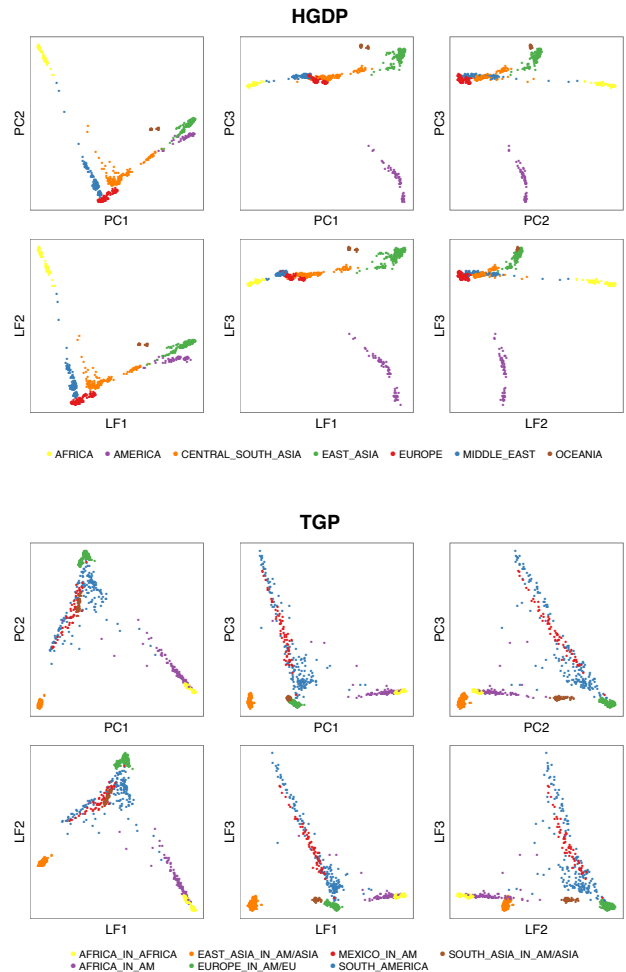 HGDP
PC2
PC3
PC3
PC1
PC1
PC2
LF2
LF3
LF3
LF1
LF1
LF2
AFRICA AMERICA CENTRAL_SOUTH_ASIA EAST_ASIA EUROPE MIDDLE_EAST OCEANIA
TGP
PC2
PC3
PC3
PC1
PC1
PC2
LF2
LF3
LF3
LF1
LF1
LF2
AFRICA_IN_AFRICA EAST_ASIA_IN_AM/ASIA MEXICO_IN_AM SOUTH_ASIA_IN_AM/ASIA
AFRICA_IN_AM EUROPE_IN_AM/EU SOUTH_AMERICA